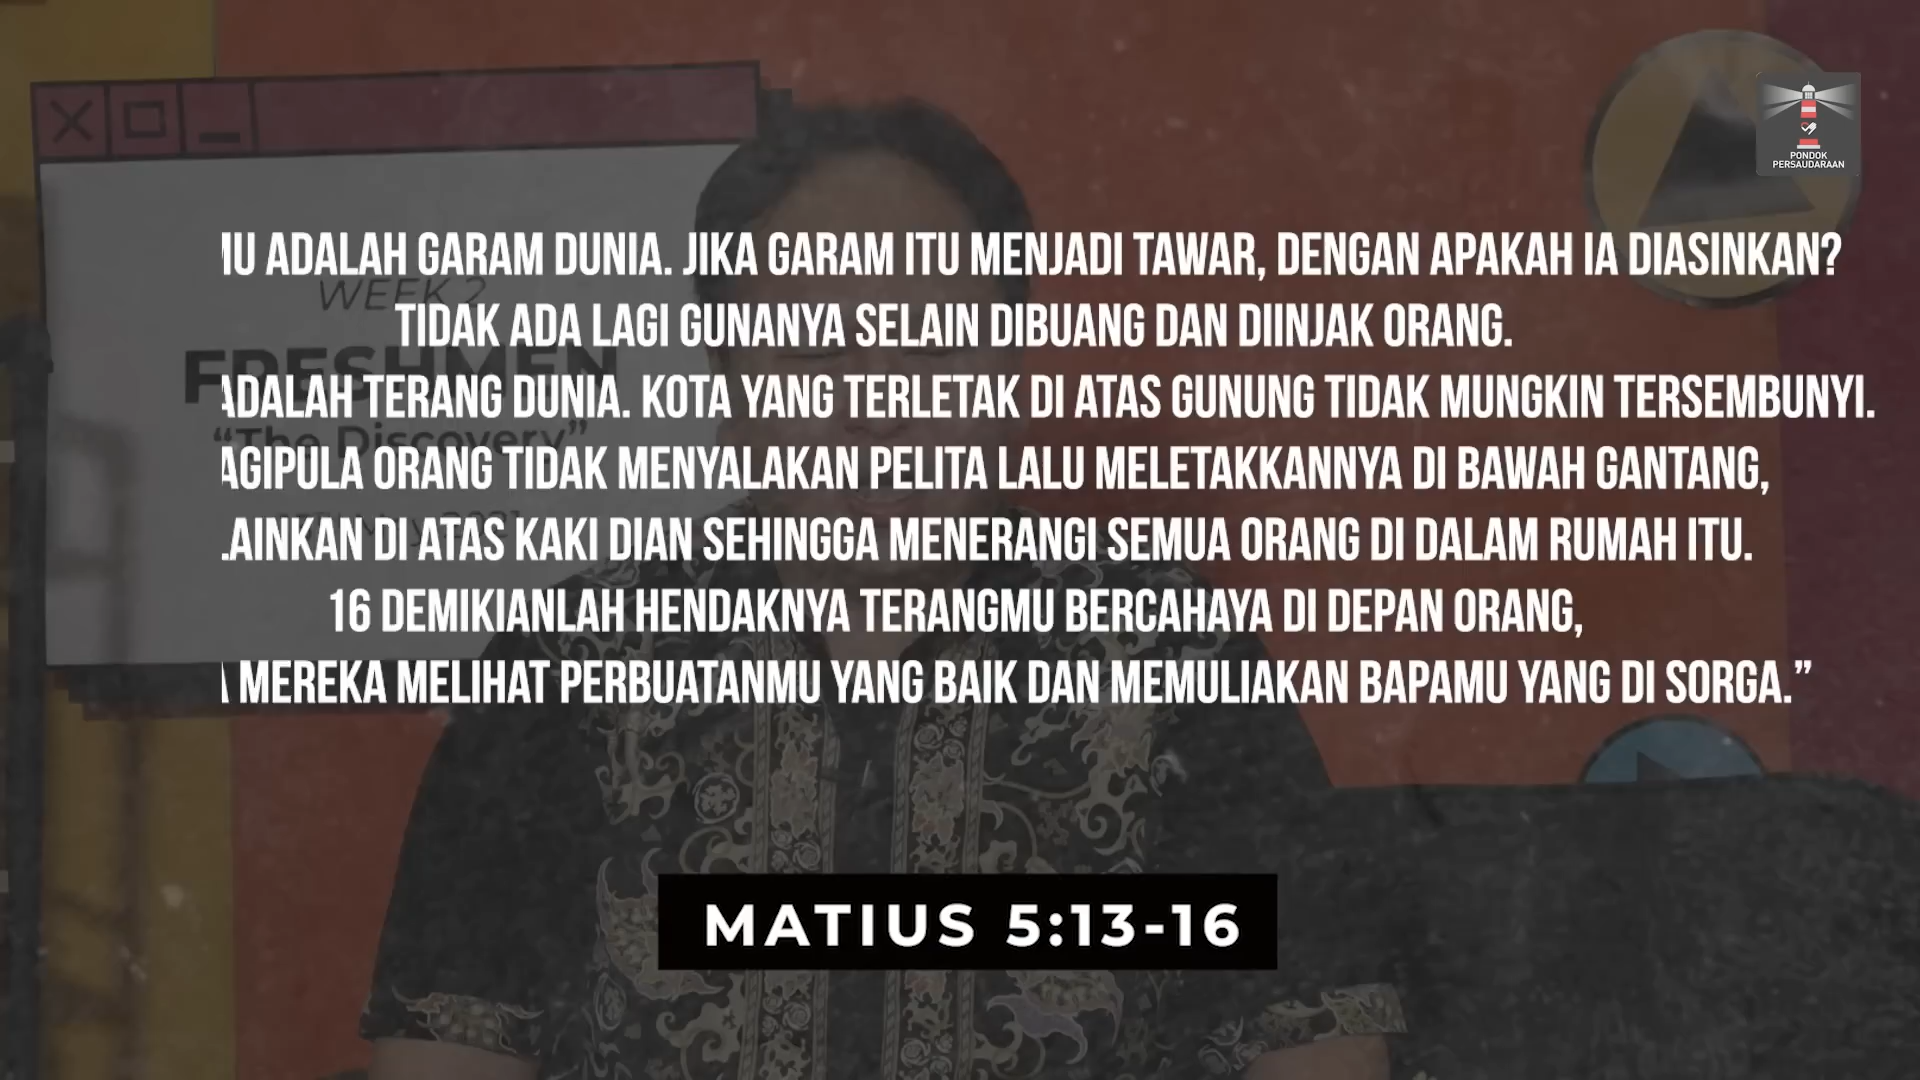 PONDOK
PERSAUDARAAN
ADALAH GARAM DUNIA. JIKA GARAM ITU MENJADI TAWAR, DENGAN APAKAH IA DIASINKAN?
WEEK 2
TIDAK ADA LAGI GUNANYA SELAIN DIBUANG DAN DIINJAK ORANG.
FRESHMEN
ADALAH TERANG DUNIA. KOTA YANG TERLETAK DI ATAS GUNUNG TIDAK MUNGKIN TERSEMBUNYI.
“The Discovery”
AGIPULA ORANG TIDAK MENYALAKAN PELITA LALU MELETAKKANNYA DI BAWAH GANTANG,
AINKAN DI ATAS KAKI DIAN SEHINGGA MENERANGI SEMUA ORANG DI DALAM RUMAH ITU.
16 DEMIKIANLAH HENDAKNYA TERANGMU BERCAHAYA DI DEPAN ORANG,
MEREKA MELIHAT PERBUATANMU YANG BAIK DAN MEMULIAKAN BAPAMU YANG DI SORGA.”
MATIUS 5:13-16